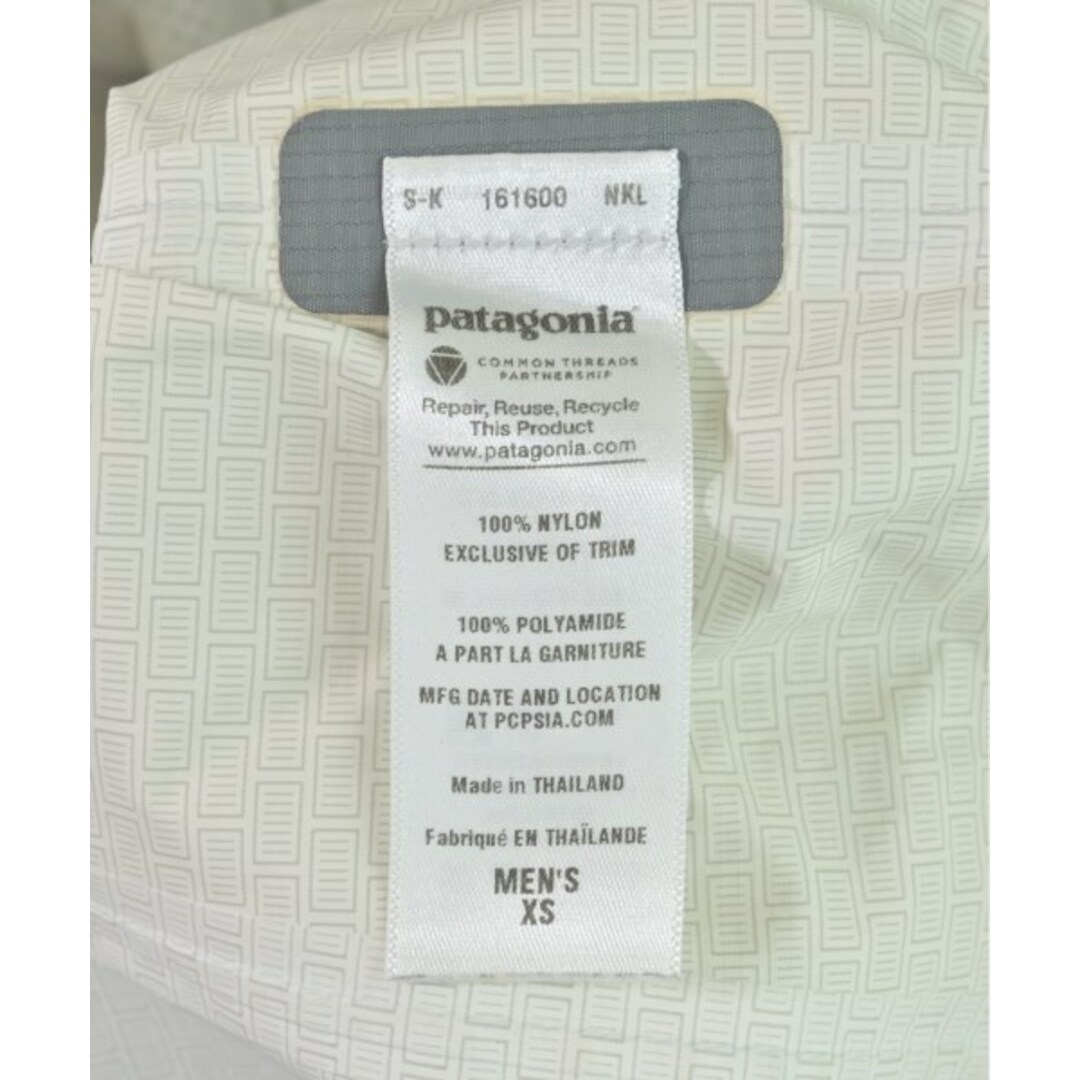 S-K 161600 NKL
patagonia
COMMON THREADS
PARTNERSHIP
Repair, Reuse, Recycle
This Product
www.patagonia.com
100% NYLON
EXCLUSIVE OF TRIM
100% POLYAMIDE
A PART LA GARNITURE
MFG DATE AND LOCATION
AT PCPSIA.COM
Made in THAILAND
Fabriqué EN THAÏLANDE
MEN'S
XS